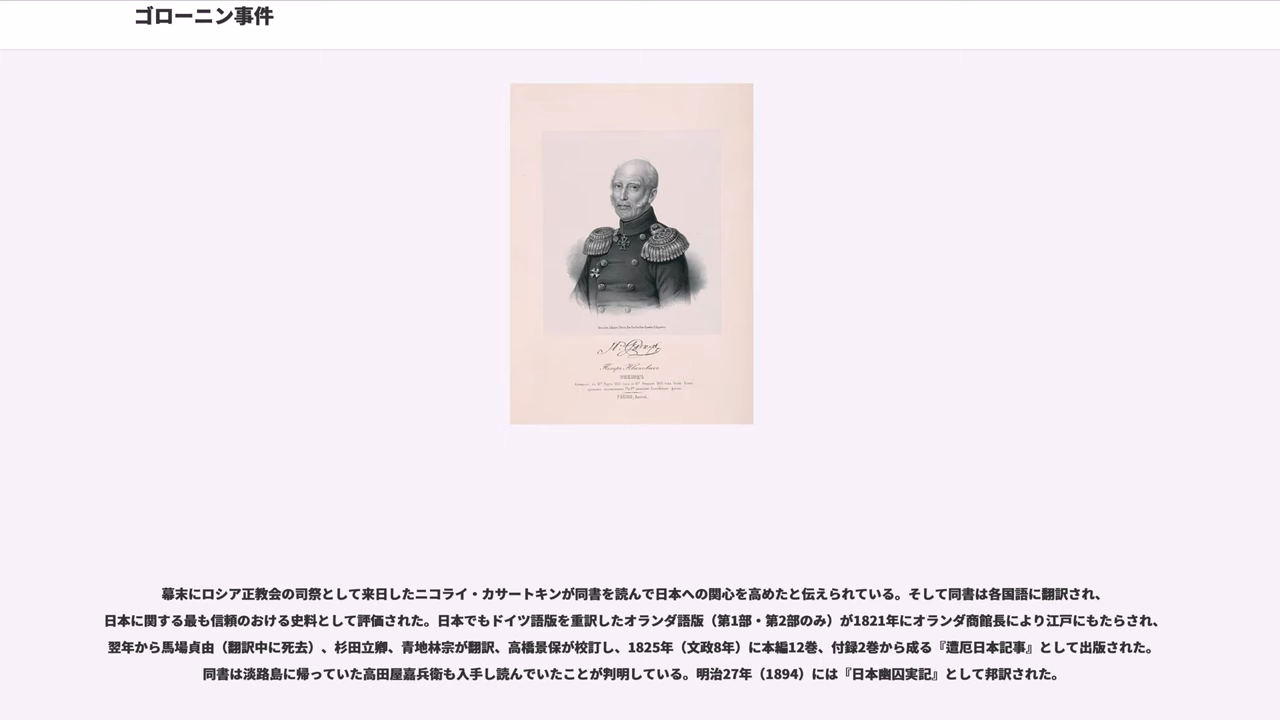 ゴローニン事件
幕末にロシア正教会の司祭として来日したニコライ・カサートキンが同書を読んで日本への関心を高めたと伝えられている。そして同書は各国語に翻訳され、
日本に関する最も信頼のおける史料として評価された。日本でもドイツ語版を重訳したオランダ語版（第1部・第2部のみ）が1821年にオランダ商館長により江戸にもたらされ、
翌年から馬場貞由（翻訳中に死去）、杉田立卿、青地林宗が翻訳、高橋景保が校訂し、1825年（文政8年）に本編12巻、付録2巻から成る『遭厄日本記事』として出版された。
同書は淡路島に帰っていた高田屋嘉兵衛も入手し読んでいたことが判明している。明治27年（1894）には『日本幽囚実記』として邦訳された。